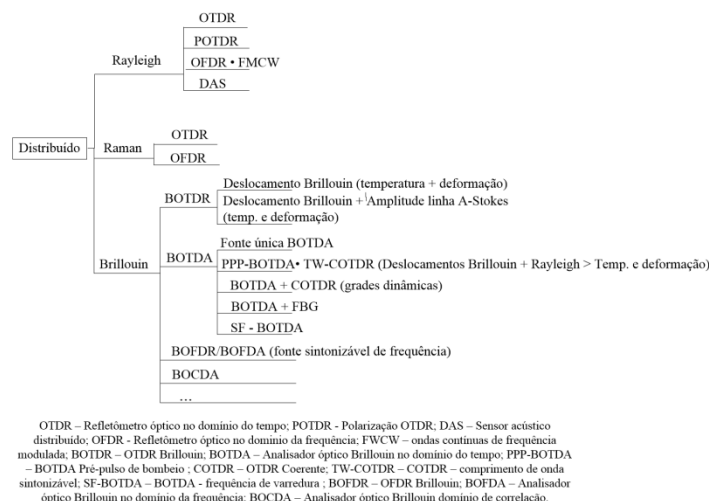 OTDR
POTDR
Rayleigh
OFDR • FMCW
DAS
Distribuído
Raman
OTDR
OFDR
Brillouin
BOTDR
Deslocamento Brillouin (temperatura + deformação)
Deslocamento Brillouin + \Amplitude linha A-Stokes
(temp. e deformação)
BOTDA
Fonte única BOTDA
PPP-BOTDA• TW-COTDR (Deslocamentos Brillouin + Rayleigh > Temp. e deformação)
BOTDA + COTDR (grades dinâmicas)
BOTDA + FBG
SF - BOTDA
BOFDR/BOFDA (fonte sintonizável de frequência)
BOCDA
…
OTDR – Refletômetro óptico no domínio do tempo; POTDR - Polarização OTDR; DAS – Sensor acústico
distribuído; OFDR - Refletômetro óptico no dominio da frequência; FWCW – ondas contínuas de frequência
modulada; BOTDR – OTDR Brillouin; BOTDA – Analisador óptico Brillouin no domínio do tempo; PPP-BOTDA
– BOTDA Pré-pulso de bombeio ; COTDR – OTDR Coerente; TW-COTDR – COTDR – comprimento de onda
sintonizável; SF-BOTDA – BOTDA - frequência de varredura ; BOFDR – OFDR Brillouin; BOFDA – Analisador
óptico Brillouin no domínio da frequência; BOCDA – Analisador óptico Brillouin domínio de correlação.